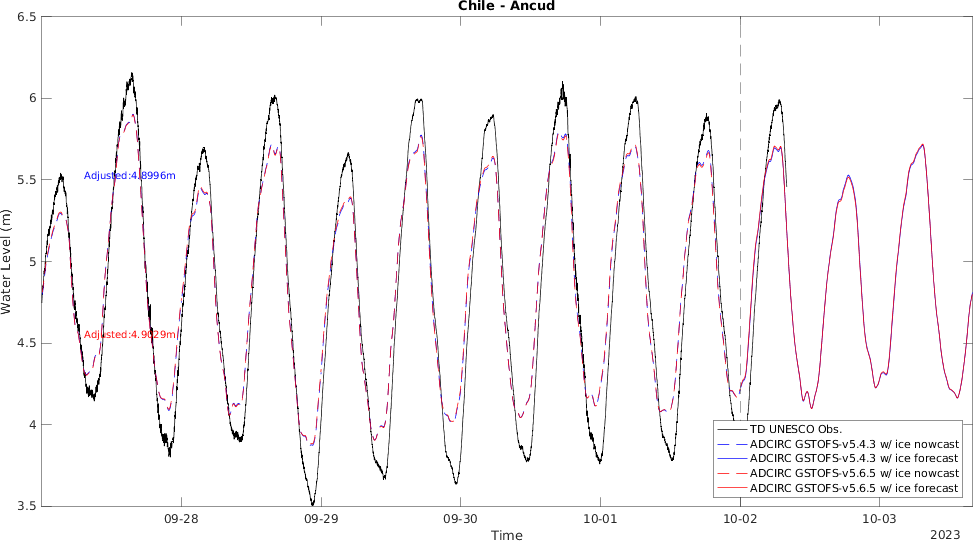 Chile - Ancud
6.5
6
5.5
5
4.5
4
3.5
Water Level (m)
Adjusted:4.8996m
Adjusted:4.9029m
TD UNESCO Obs.
ADCIRC GSTOFS-v5.4.3 w/ ice nowcast
ADCIRC GSTOFS-v5.4.3 w/ ice forecast
ADCIRC GSTOFS-v5.6.5 w/ ice nowcast
ADCIRC GSTOFS-v5.6.5 w/ ice forecast
09-28
09-29
09-30
10-01
10-02
10-03
Time
2023